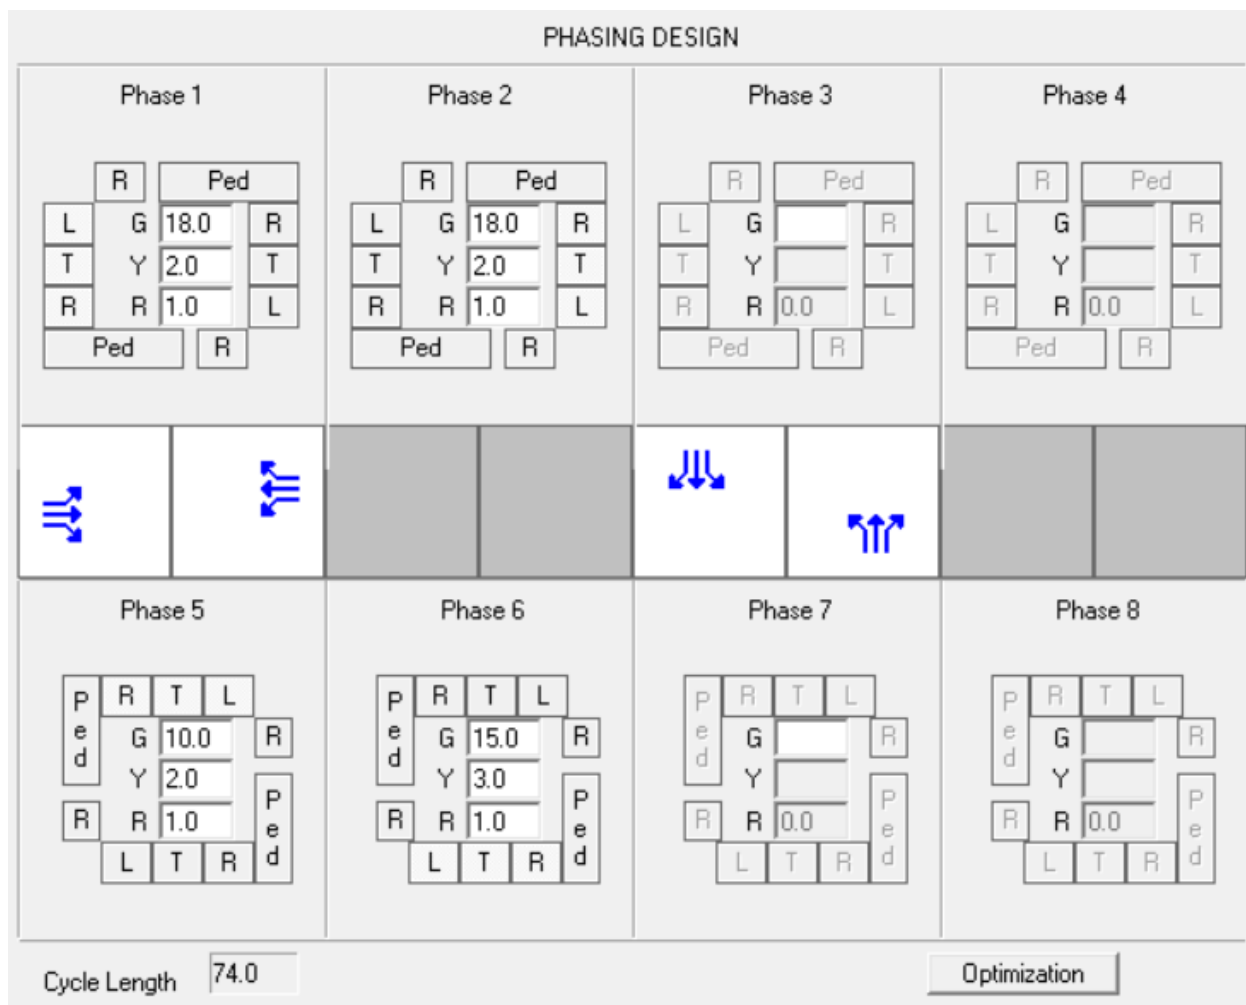 PHASING DESIGN
Phase 1 Phase 2 Phase 3 Phase 4
R Ped R Ped R Ped R Ped
L G 18.0 R L G 18.0 R L G R L G R
T Y 2.0 T T Y 2.0 T T Y T T Y T
R R 1.0 L R R 1.0 L R R 0.0 L R R 0.0 L
Ped R Ped R Ped R Ped R
Phase 5 Phase 6 Phase 7 Phase 8
Ped R T L Ped R T L Ped R T L Ped R T L
G 10.0 R G 15.0 R G R G R
Y 2.0 Y 3.0 Y Y
R R 1.0 Ped R R 1.0 Ped R R 0.0 Ped R R 0.0 Ped
L T R L T R L T R L T R
Cycle Length 74.0 Optimization